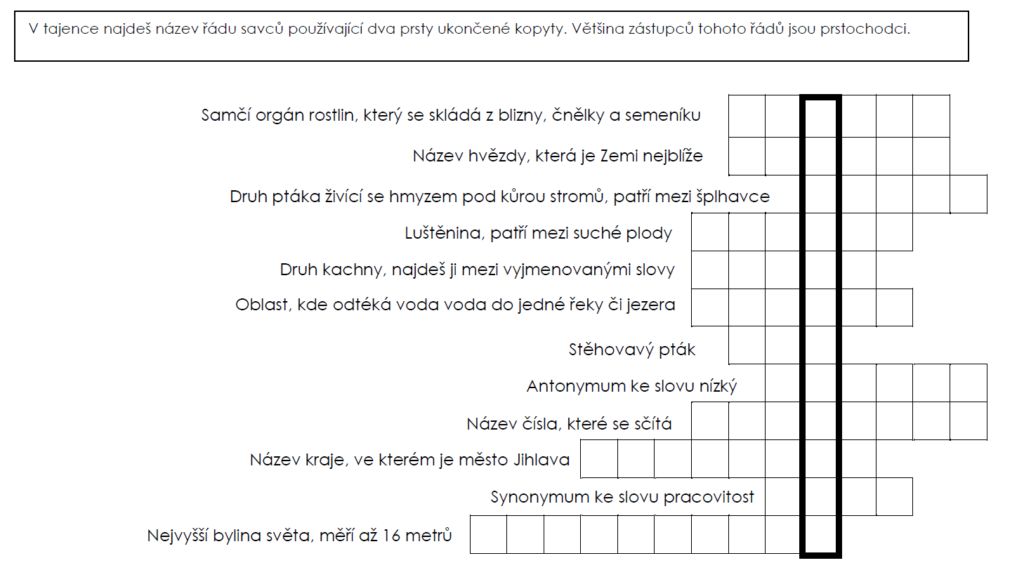 V tajence najdeš název řádu savců používající dva prsty ukončené kopyty. Většina zástupců tohoto řádů jsou prstochodci.
Samčí orgán rostlin, který se skládá z blizny, čnělky a semeníku
Název hvězdy, která je Zemi nejblíže
Druh ptáka živící se hmyzem pod kůrou stromů, patří mezi šplhavce
Luštěnina, patří mezi suché plody
Druh kachny, najdeš ji mezi vyjmenovanými slovy
Oblast, kde odtéká voda voda do jedné řeky či jezera
Stěhovavý pták
Antonymum ke slovu nízký
Název čísla, které se sčítá
Název kraje, ve kterém je město Jihlava
Synonymum ke slovu pracovitost
Nejvyšší bylina světa, měří až 16 metrů